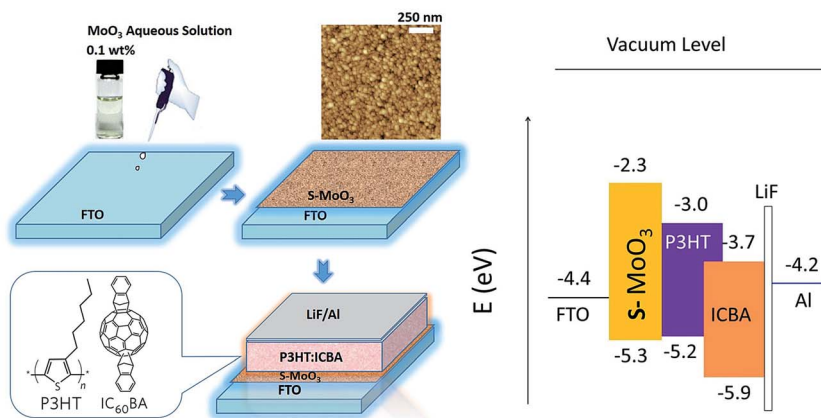 MoO₃ Aqueous Solution
0.1 wt%
250 nm
FTO
S-MoO₃
FTO
LiF/Al
P3HT:ICBA
S-MoO₃
FTO
* S n *
P3HT
IC₆₀BA
Vacuum Level
E (eV)
-4.4
FTO
-2.3
S- MoO₃
-5.3
-3.0
P3HT
-5.2
-3.7
ICBA
-5.9
LiF
-4.2
Al